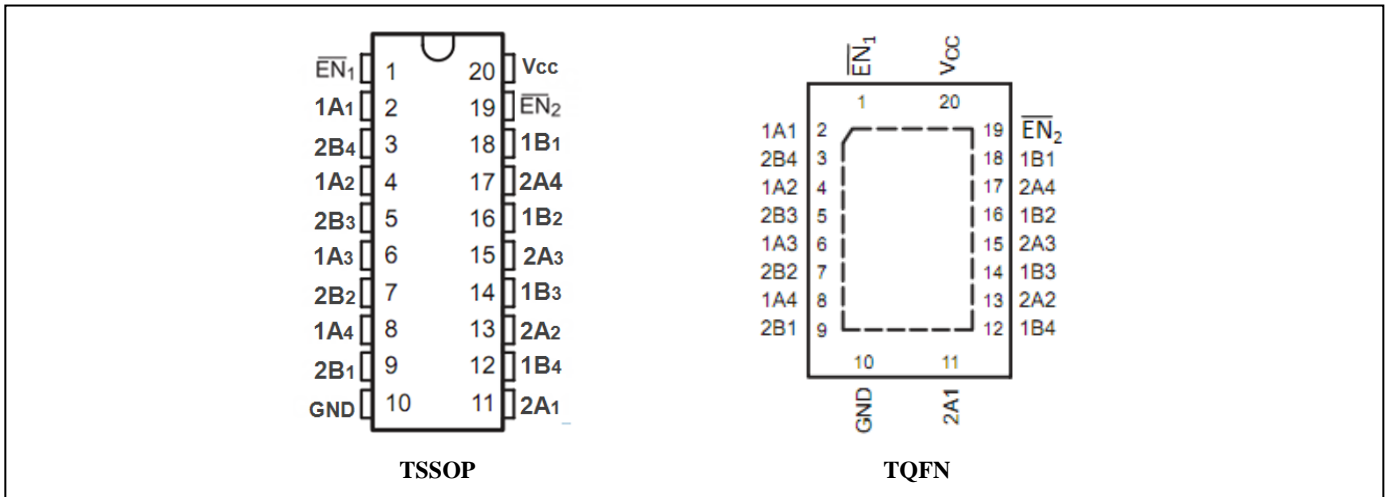 E̅N̅₁ 1 20 Vcc
1A₁ 2 19 E̅N̅₂
2B₄ 3 18 1B₁
1A₂ 4 17 2A₄
2B₃ 5 16 1B₂
1A₃ 6 15 2A₃
2B₂ 7 14 1B₃
1A₄ 8 13 2A₂
2B₁ 9 12 1B₄
GND 10 11 2A₁
TSSOP
E̅N̅₁ VCC
1 20
1A1 2 19 E̅N̅₂
2B4 3 18 1B1
1A2 4 17 2A4
2B3 5 16 1B2
1A3 6 15 2A3
2B2 7 14 1B3
1A4 8 13 2A2
2B1 9 12 1B4
10 11
GND 2A1
TQFN